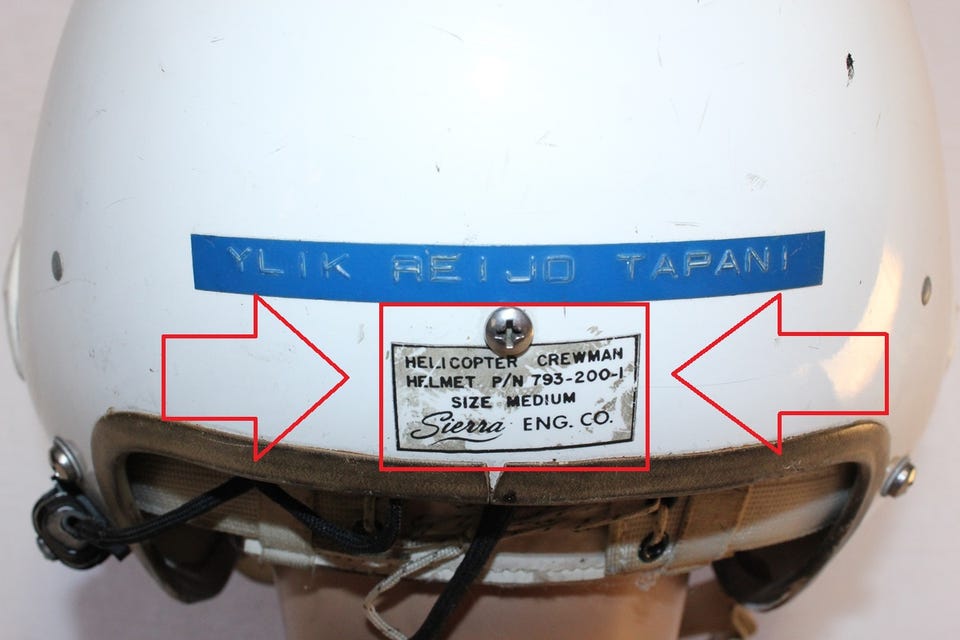 YLIK REIJO TAPANI
HELICOPTER CREWMAN
HELMET P/N 793-200-1
SIZE MEDIUM
Sierra ENG. CO.